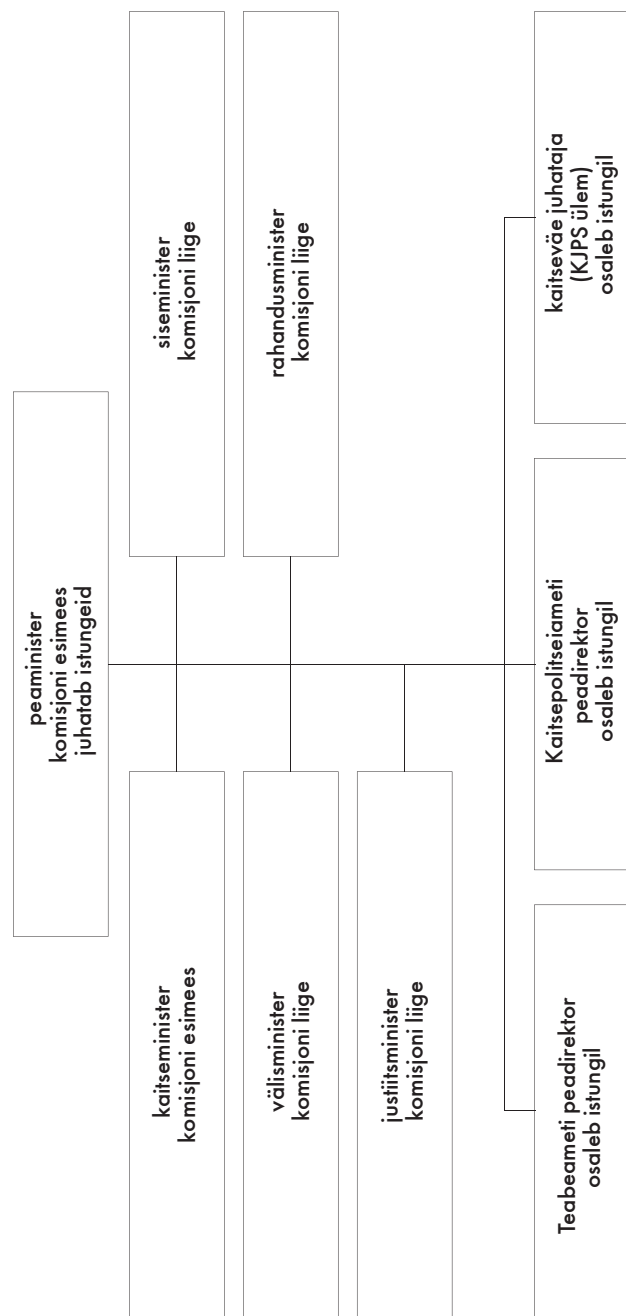 peaminister
komisjoni esimees
juhatab istungeid
kaitseminister
komisjoni esimees
siseminister
komisjoni liige
välisminister
komisjoni liige
rahandusminister
komisjoni liige
justiitsminister
komisjoni liige
Teabeameti peadirektor
osaleb istungil
Kaitsepolitseiameti
peadirektor
osaleb istungil
kaitseväe juhataja
(KJPS ülem)
osaleb istungil